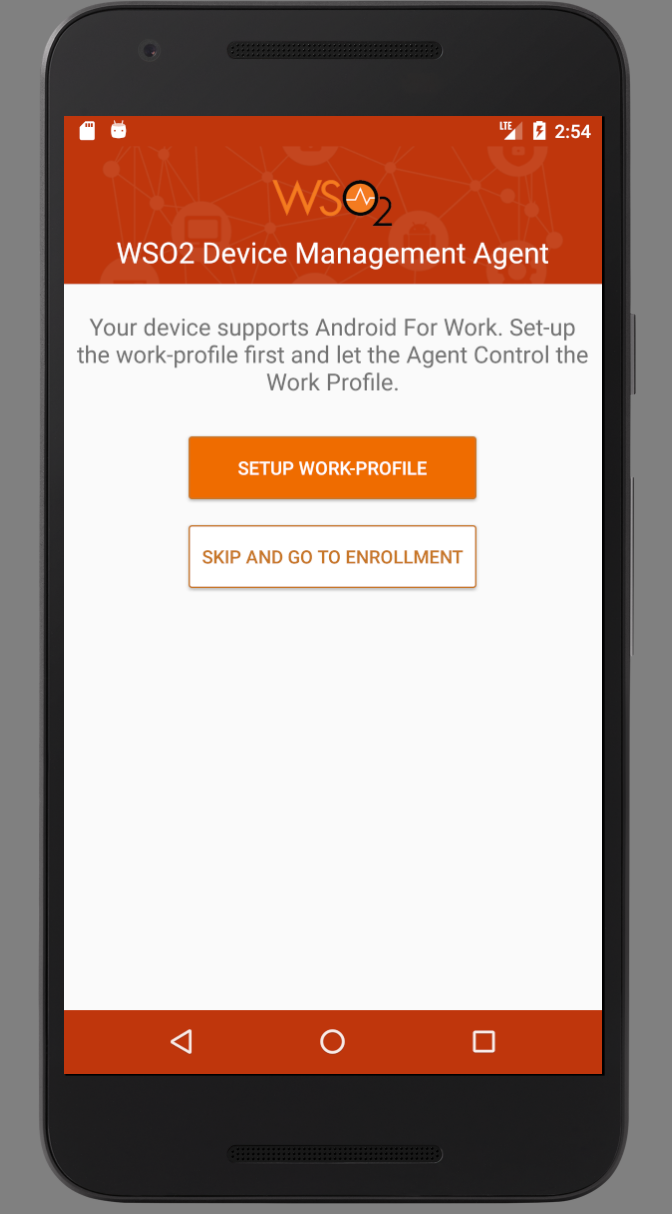 LTE 2:54
WSO2
WSO2 Device Management Agent
Your device supports Android For Work. Set-up
the work-profile first and let the Agent Control the
Work Profile.
SETUP WORK-PROFILE
SKIP AND GO TO ENROLLMENT